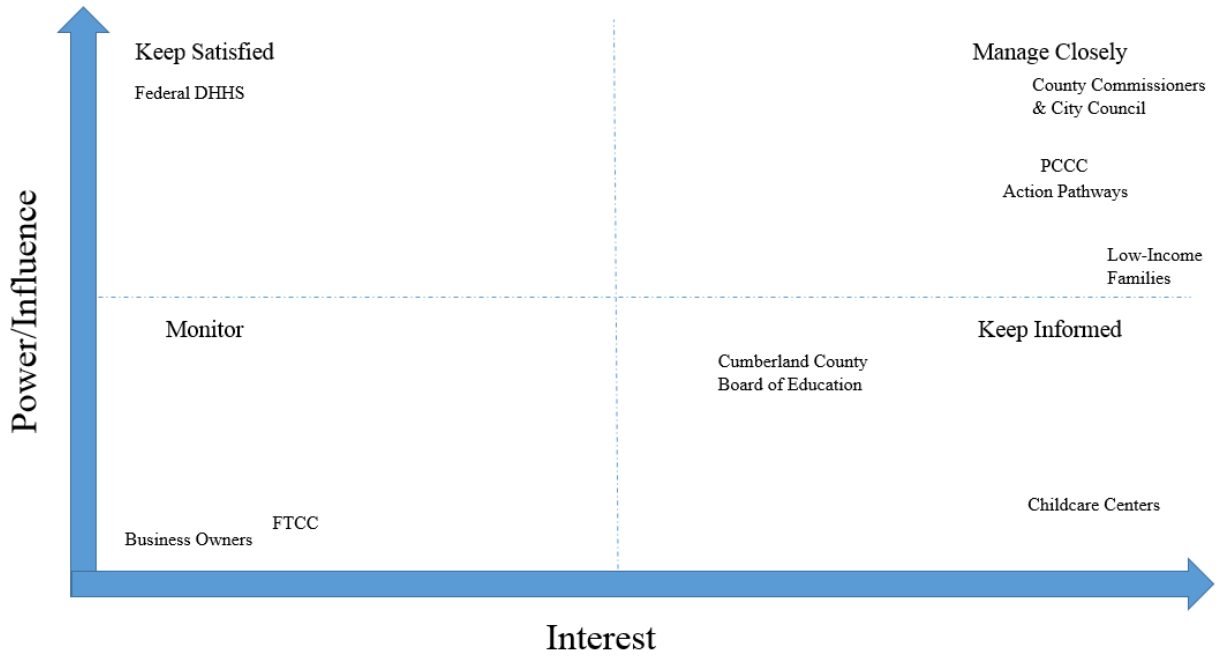 Keep Satisfied
Federal DHHS
Manage Closely
County Commissioners
& City Council
PCCC
Action Pathways
Low-Income
Families
Power/Influence
Monitor
Keep Informed
Cumberland County
Board of Education
Childcare Centers
FTCC
Business Owners
Interest